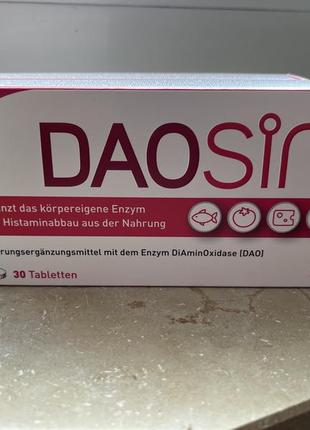 DAOSiN
nzt das körpereigene Enzym
Histaminabbau aus der Nahrung
rungsergänzungsmittel mit dem Enzym DiAminOxidase (DAO)
30 Tabletten